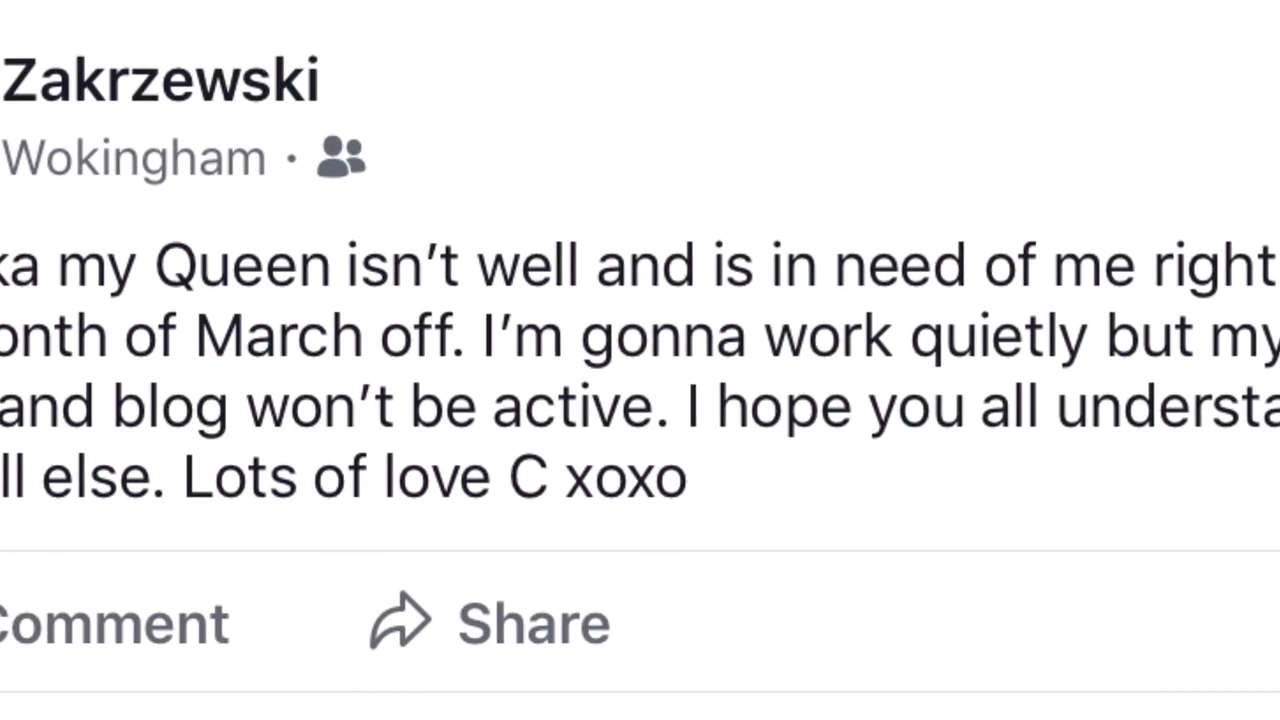 Zakrzewski
Wokingham ·
ka my Queen isn’t well and is in need of me right
onth of March off. I’m gonna work quietly but my
and blog won’t be active. I hope you all understa
ll else. Lots of love C xoxo
Comment Share